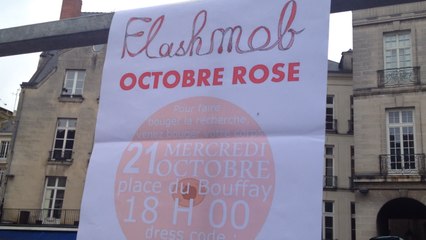 Flashmob
OCTOBRE ROSE
Pour faire
bouger la recherche
21 MERCREDI
OCTOBRE
place du Bouffay
18 H 00
dress code